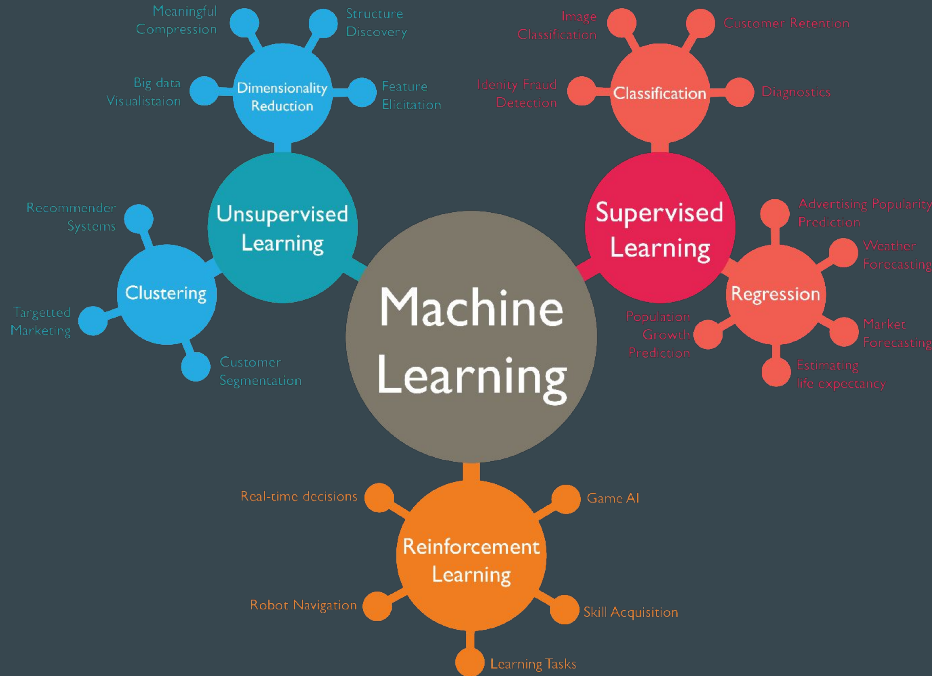 Meaningful
Compression
Structure
Discovery
Big data
Visualistaion
Dimensionality
Reduction
Feature
Elicitation
Unsupervised
Learning
Recommender
Systems
Clustering
Targetted
Marketing
Customer
Segmentation
Machine
Learning
Image
Classification
Customer Retention
Idenity Fraud
Detection
Classification
Diagnostics
Supervised
Learning
Advertising Popularity
Prediction
Weather
Forecasting
Regression
Population
Growth
Prediction
Market
Forecasting
Estimating
life expectancy
Real-time decisions
Game AI
Reinforcement
Learning
Robot Navigation
Skill Acquisition
Learning Tasks